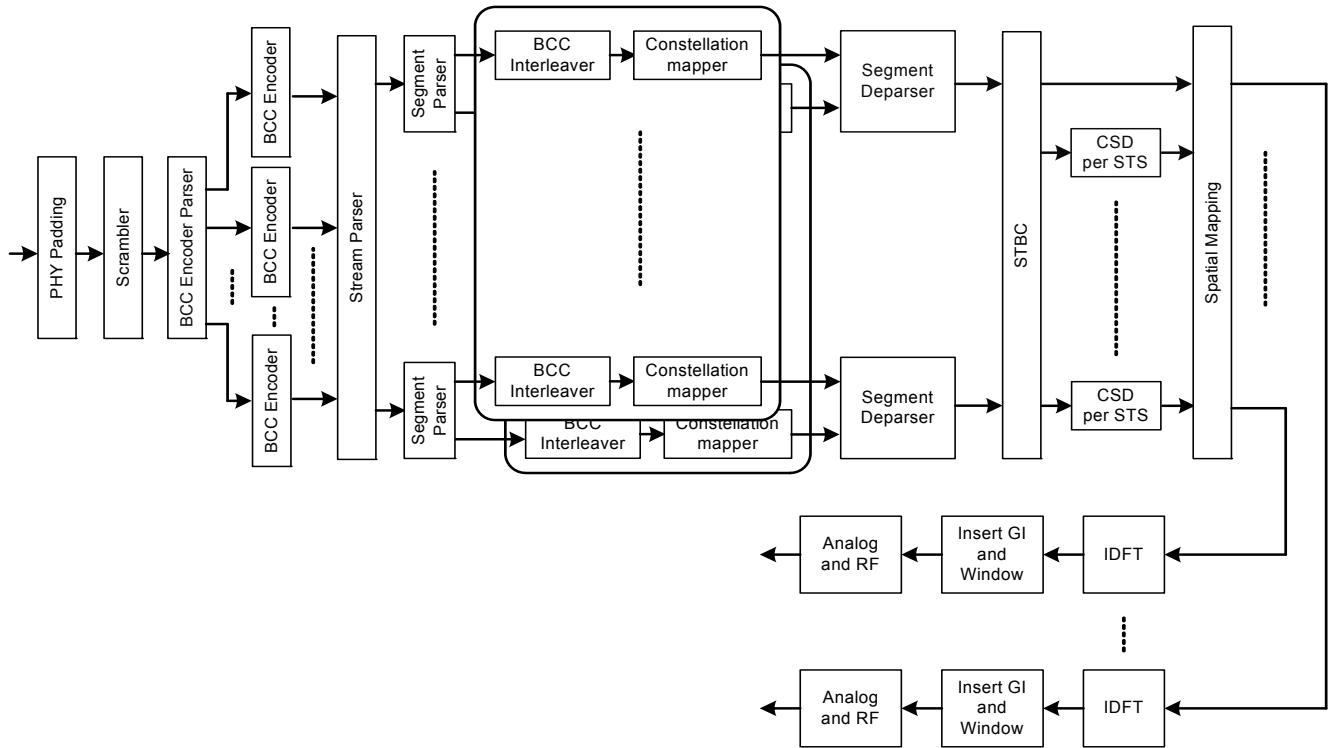 PHY Padding
Scrambler
BCC Encoder Parser
BCC Encoder
BCC Encoder
BCC Encoder
Stream Parser
Segment
Parser
Segment
Parser
BCC
Interleaver
Constellation
mapper
BCC
Interleaver
Constellation
mapper
BCC
Interleaver
Constellation
mapper
Segment
Deparser
Segment
Deparser
STBC
CSD
per STS
CSD
per STS
Spatial Mapping
Analog
and RF
Insert GI
and
Window
IDFT
Analog
and RF
Insert GI
and
Window
IDFT